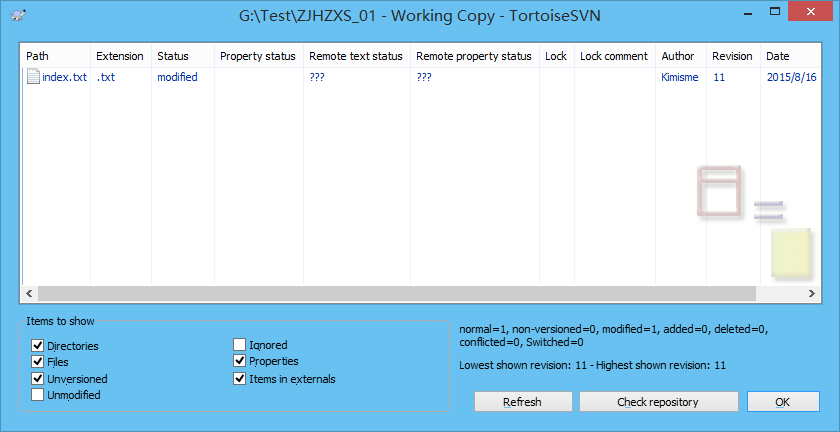 G:\Test\ZJHZXS_01 - Working Copy - TortoiseSVN
Path Extension Status Property status Remote text status Remote property status Lock Lock comment Author Revision Date
index.txt .txt modified ??? ??? Kimisme 11 2015/8/16
Items to show
Directories
Files
Unversioned
Unmodified
Ignored
Properties
Items in externals
normal=1, non-versioned=0, modified=1, added=0, deleted=0,
conflicted=0, Switched=0
Lowest shown revision: 11 - Highest shown revision: 11
Refresh Check repository OK